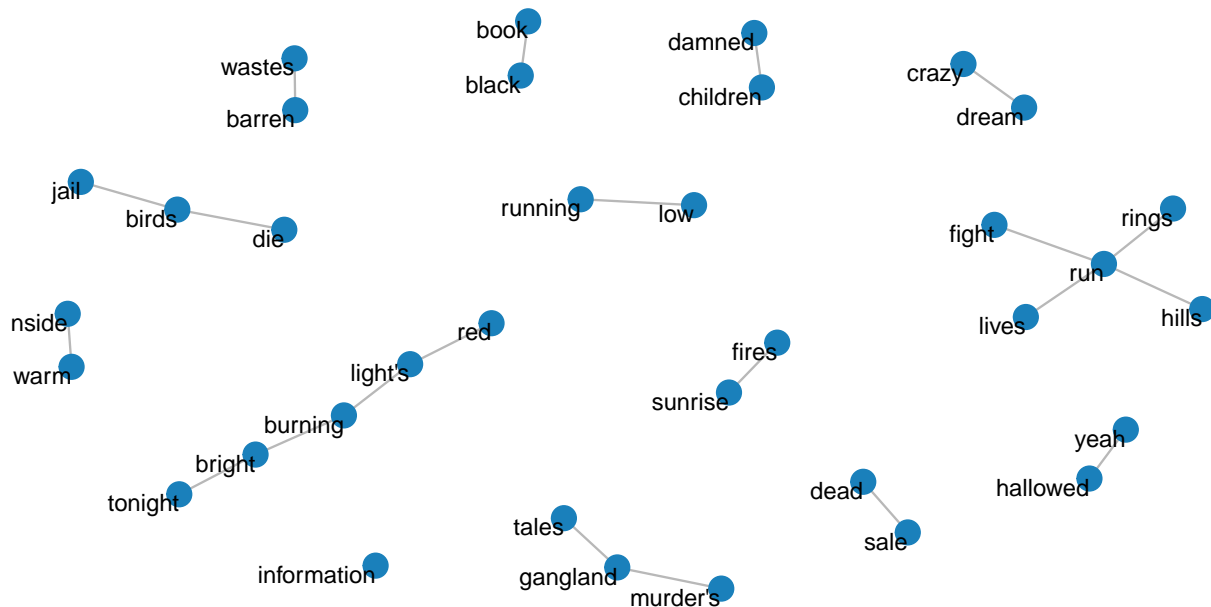 book
damned
wastes
crazy
black
children
barren
dream
jail
birds
die
running
low
rings
fight
run
lives
hills
nside
warm
red
fires
light's
sunrise
burning
yeah
bright
tonight
dead
hallowed
tales
sale
information
gangland
murder's